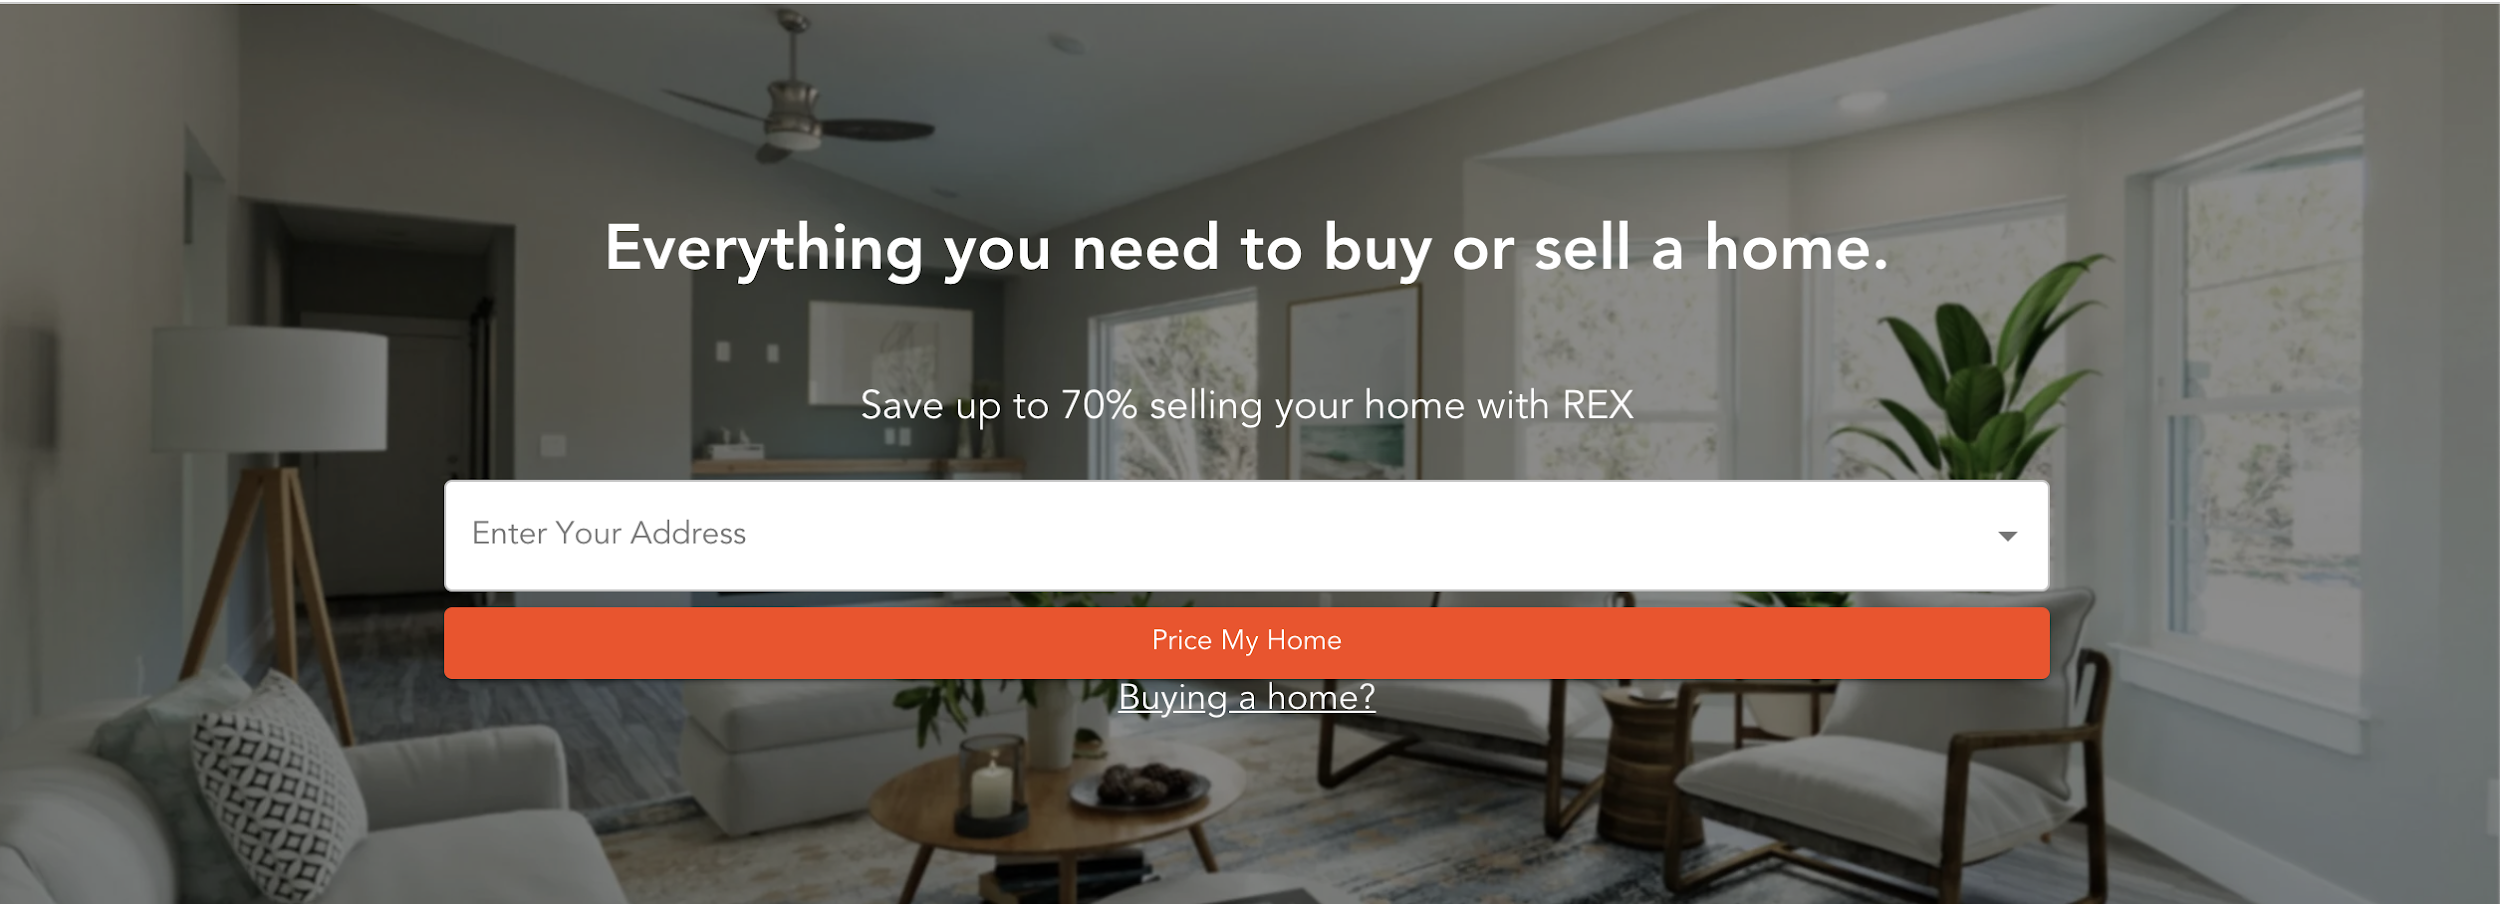 Everything you need to buy or sell a home.
Save up to 70% selling your home with REX
Enter Your Address
Price My Home
Buying a home?